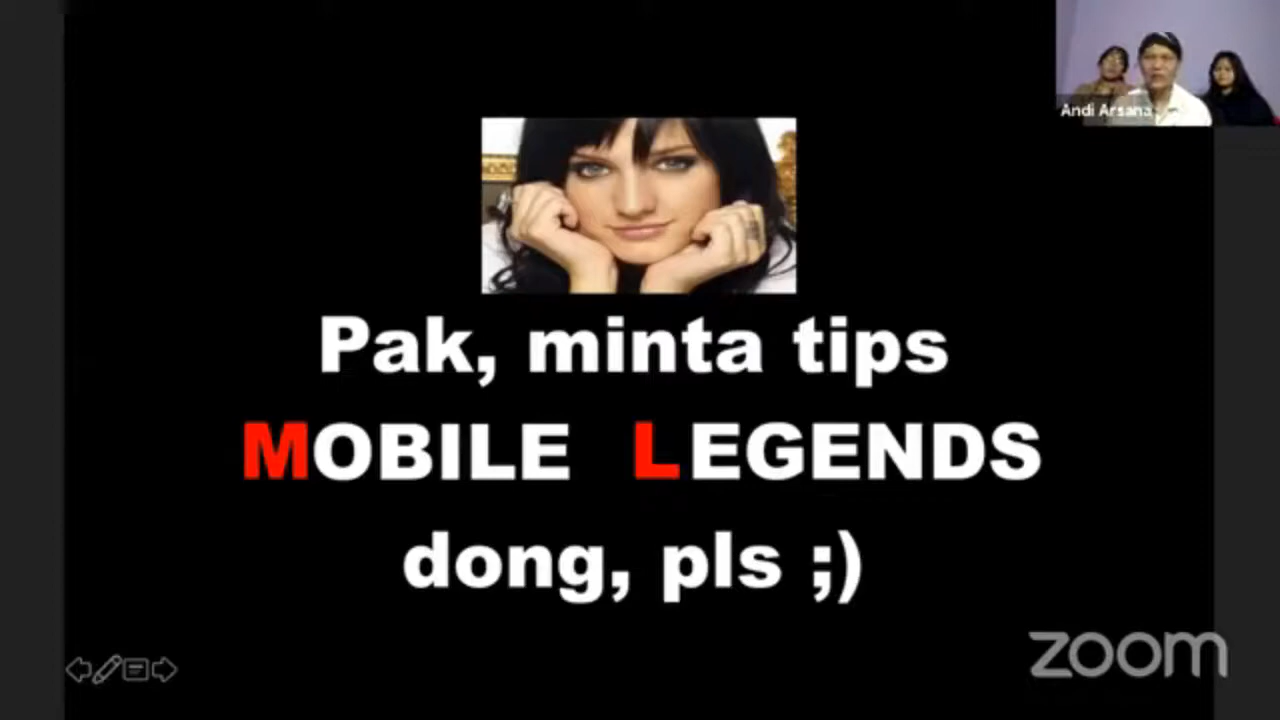 Andi Arsana
Pak, minta tips
MOBILE LEGENDS
dong, pls ;)
zoom